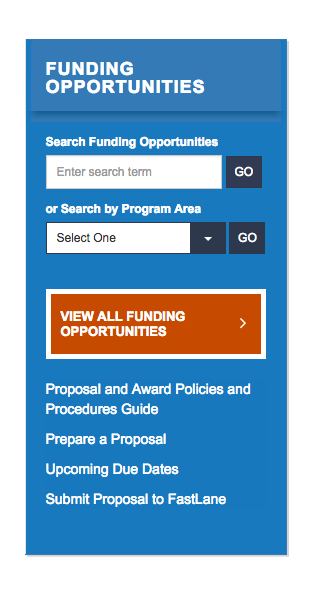 FUNDING
OPPORTUNITIES
Search Funding Opportunities
Enter search term
GO
or Search by Program Area
Select One
GO
VIEW ALL FUNDING
OPPORTUNITIES
Proposal and Award Policies and
Procedures Guide
Prepare a Proposal
Upcoming Due Dates
Submit Proposal to FastLane